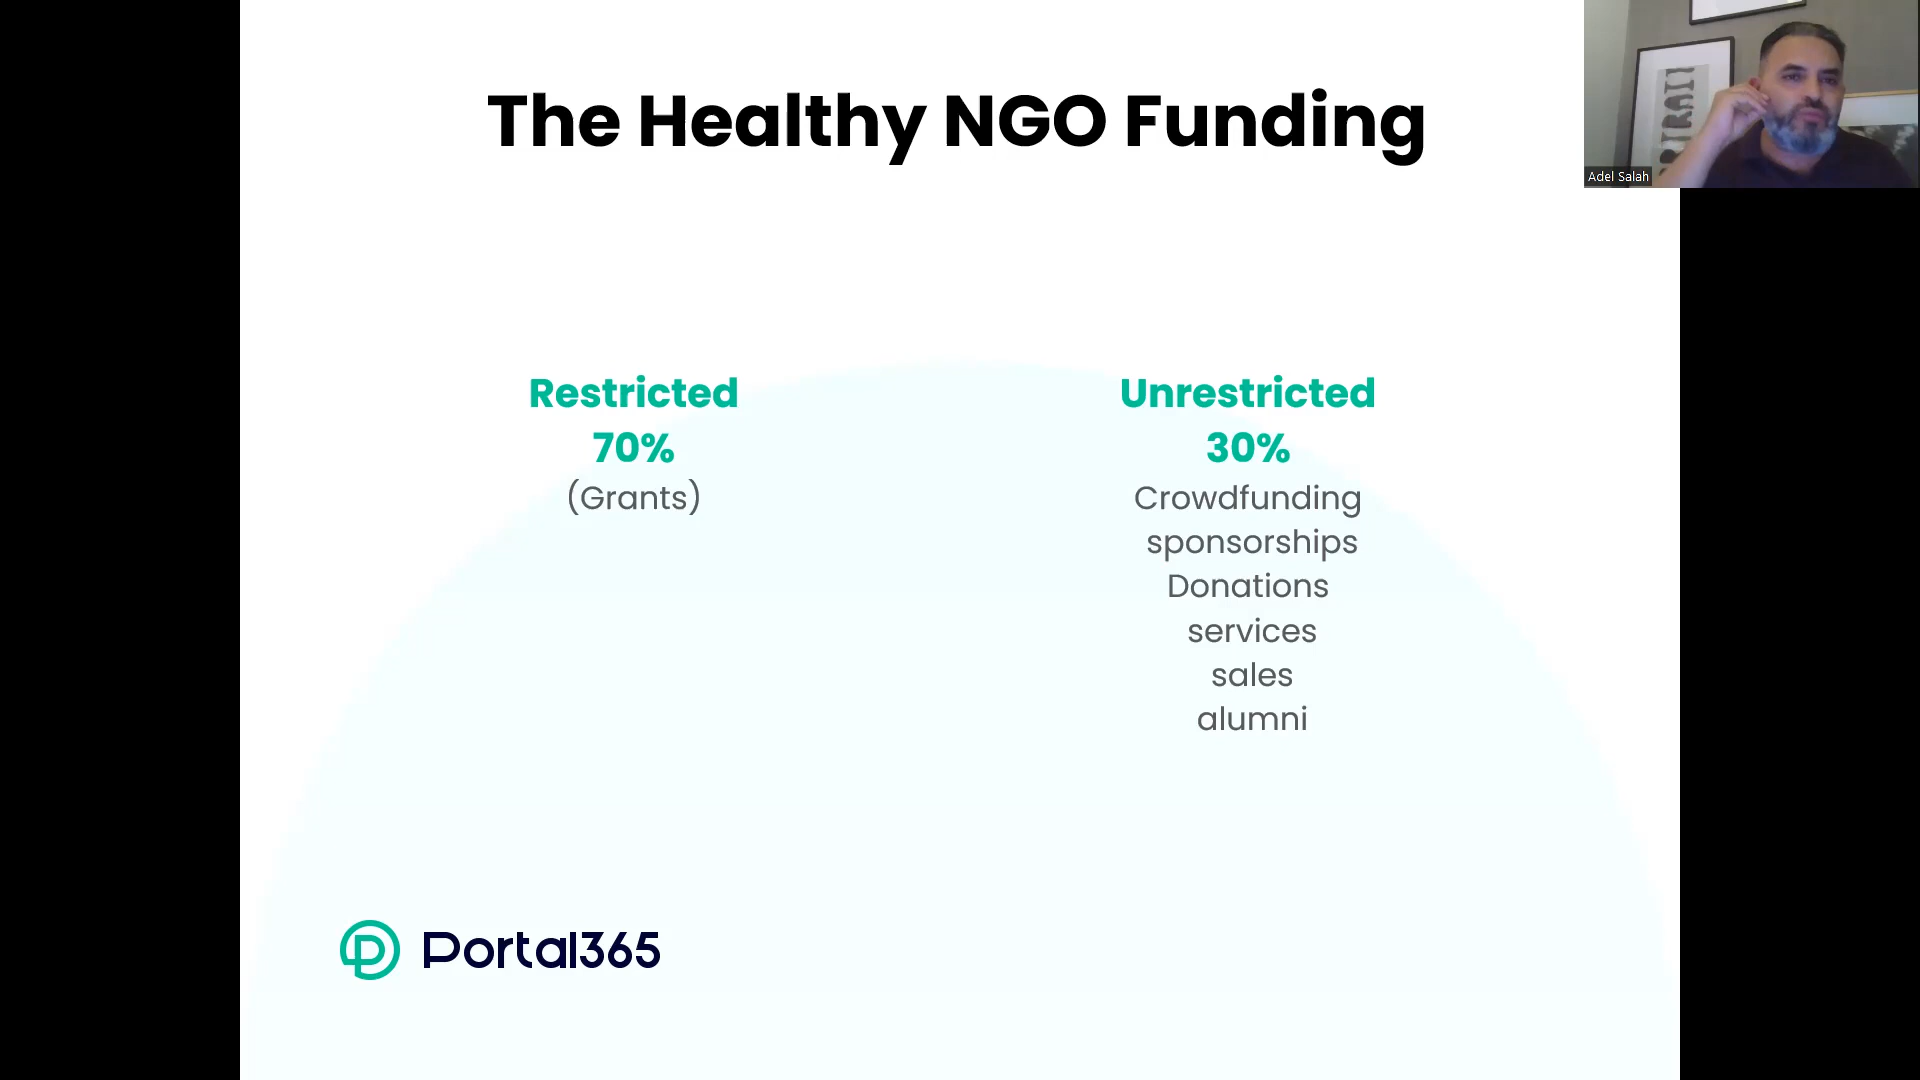 The Healthy NGO Funding
Adel Salah
Restricted
70%
(Grants)
Unrestricted
30%
Crowdfunding
sponsorships
Donations
services
sales
alumni
Portal365